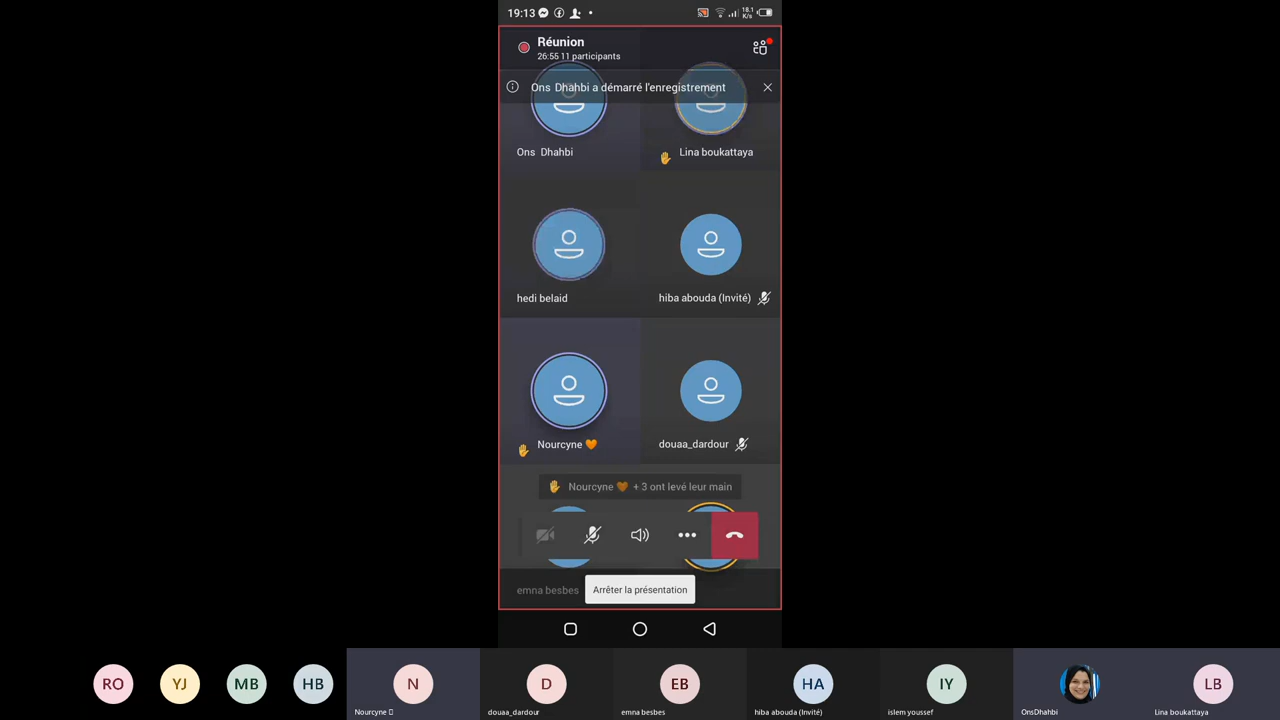 19:13
18.1
K/s
Réunion
26:55 11 participants
Ons Dhahbi a démarré l'enregistrement
Ons Dhahbi
Lina boukattaya
hedi belaid
hiba abouda (Invité)
Nourcyne 🧡
douaa_dardour
Nourcyne 🧡 + 3 ont levé leur main
emna besbes
Arrêter la présentation
RO
YJ
MB
HB
N
D
EB
HA
IY
LB
Nourcyne
douaa_dardour
emna besbes
hiba abouda (Invité)
islem youssef
OnsDhahbi
Lina boukattaya